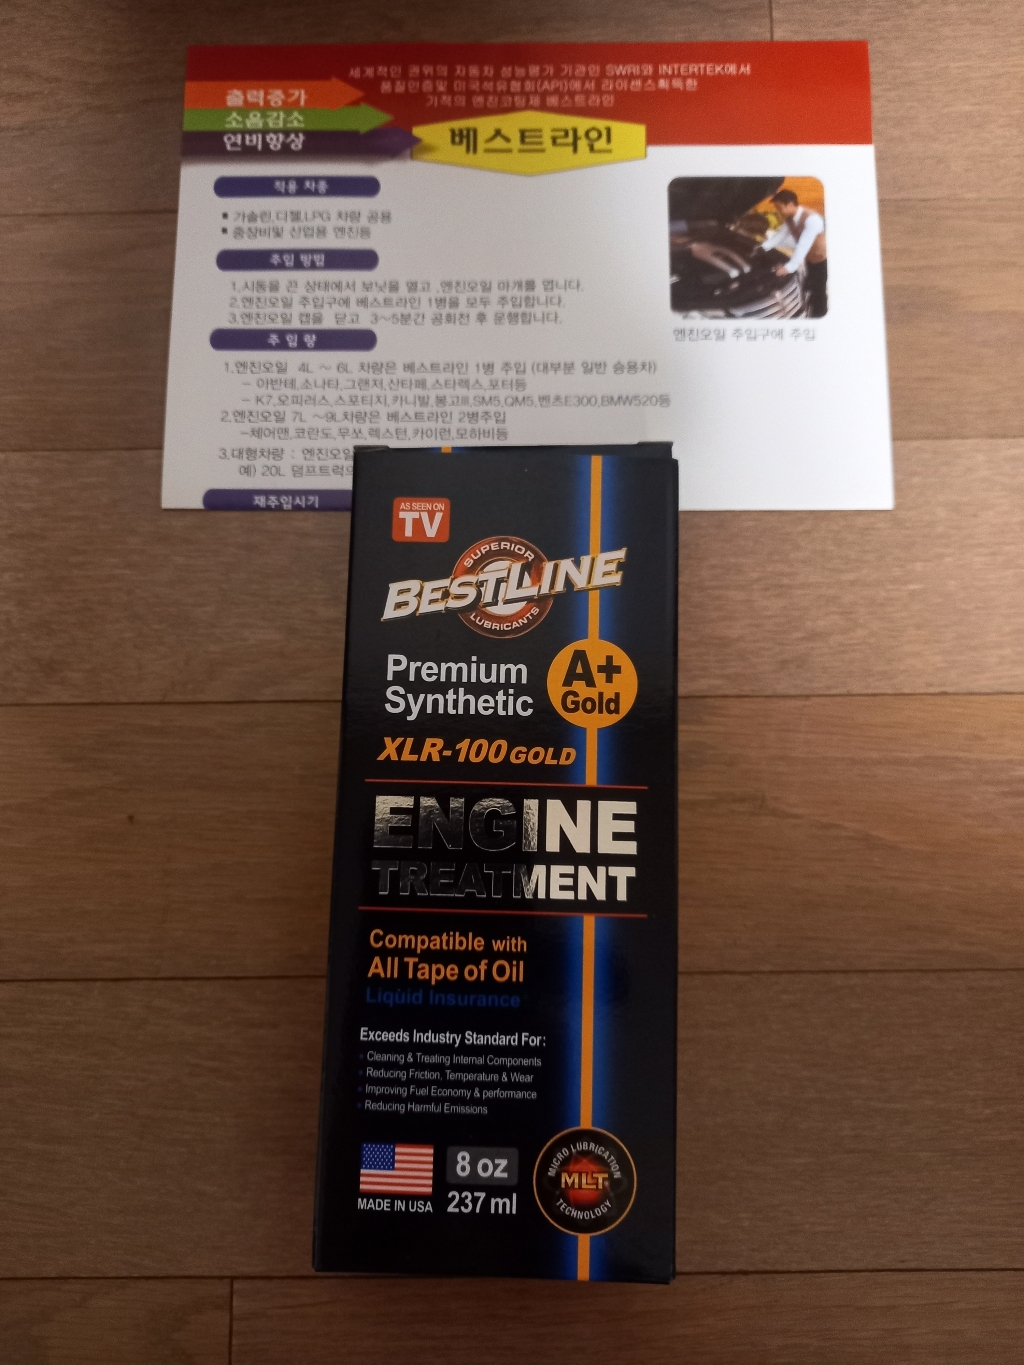 세계적인 권위의 자동차 성능평가 기관인 SWRI와 INTERTEK에서
품질인증및 미국석유협회(API)에서 라이센스획득한
기적의 엔진코팅제 베스트라인
출력증가
소음감소
연비향상
베스트라인
적용 차종
▪ 가솔린,디젤,LPG 차량 공용
▪ 중장비및 산업용 엔진등
주입 방법
1.시동을 끈 상태에서 보닛을 열고 ,엔진오일 마개를 엽니다.
2.엔진오일 주입구에 베스트라인 1병을 모두 주입합니다.
3.엔진오일 캡을 닫고 3~5분간 공회전 후 운행합니다.
엔진오일 주입구에 주입
주 입 량
1.엔진오일 4L ~ 6L 차량은 베스트라인 1병 주입 (대부분 일반 승용차)
- 아반테,소나타,그랜져,산타페,스타렉스,포터등
- K7,오피러스,스포티지,카니발,봉고III,SM5,QM5,벤츠E300,BMW520등
2.엔진오일 7L ~9L차량은 베스트라인 2병주입
-체어맨,코란도,무쏘,렉스턴,카이런,모하비등
3.대형차량 : 엔진오일
예) 20L 덤프트럭의
재주입시기
AS SEEN ON
TV
SUPERIOR
BESTLINE
LUBRICANTS
Premium
Synthetic
A+
Gold
XLR-100 GOLD
ENGINE
TREATMENT
Compatible with
All Tape of Oil
Liquid Insurance
Exceeds Industry Standard For:
· Cleaning & Treating Internal Components
· Reducing Friction, Temperature & Wear
· Improving Fuel Economy & performance
· Reducing Harmful Emissions
MADE IN USA
8 oz
237 ml
MICRO LUBRICATION
MLT
TECHNOLOGY